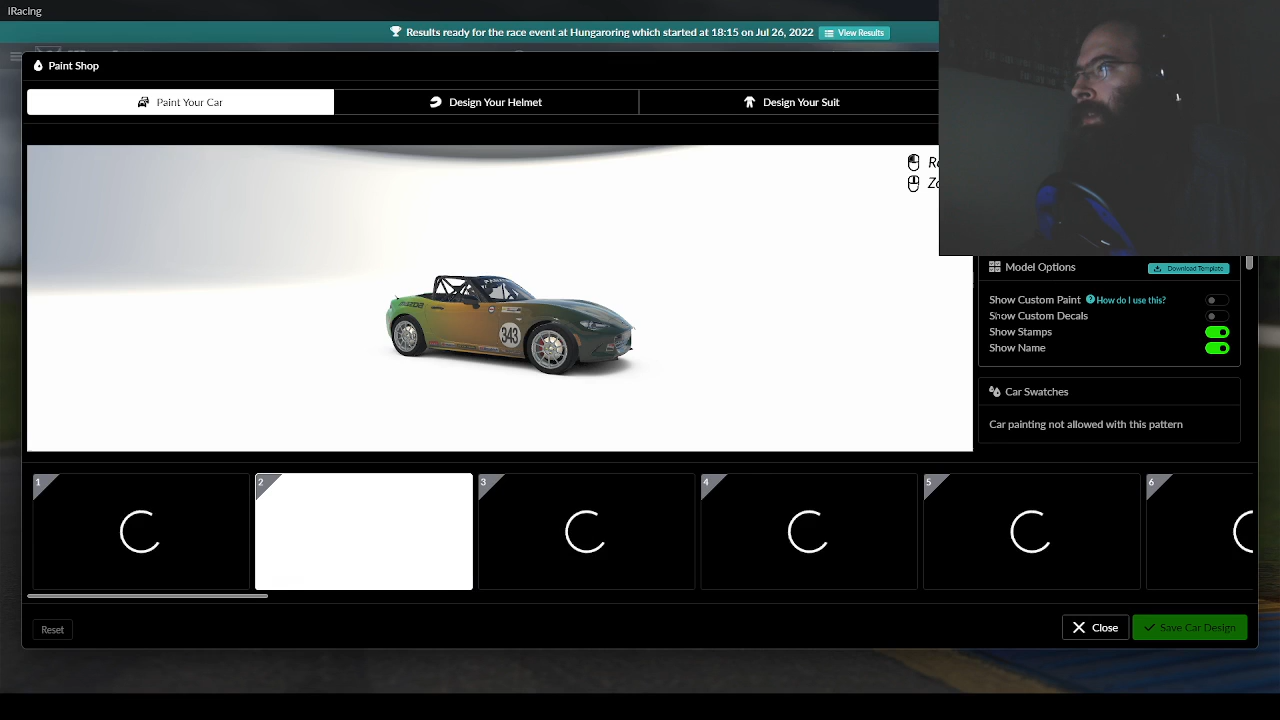 iRacing
Results ready for the race event at Hungaroring which started at 18:15 on Jul 26, 2022
View Results
Paint Shop
Paint Your Car
Design Your Helmet
Design Your Suit
Model Options
Download Template
Show Custom Paint
How do I use this?
Show Custom Decals
Show Stamps
Show Name
Car Swatches
Car painting not allowed with this pattern
343
1
2
3
4
5
6
Reset
Close
Save Car Design